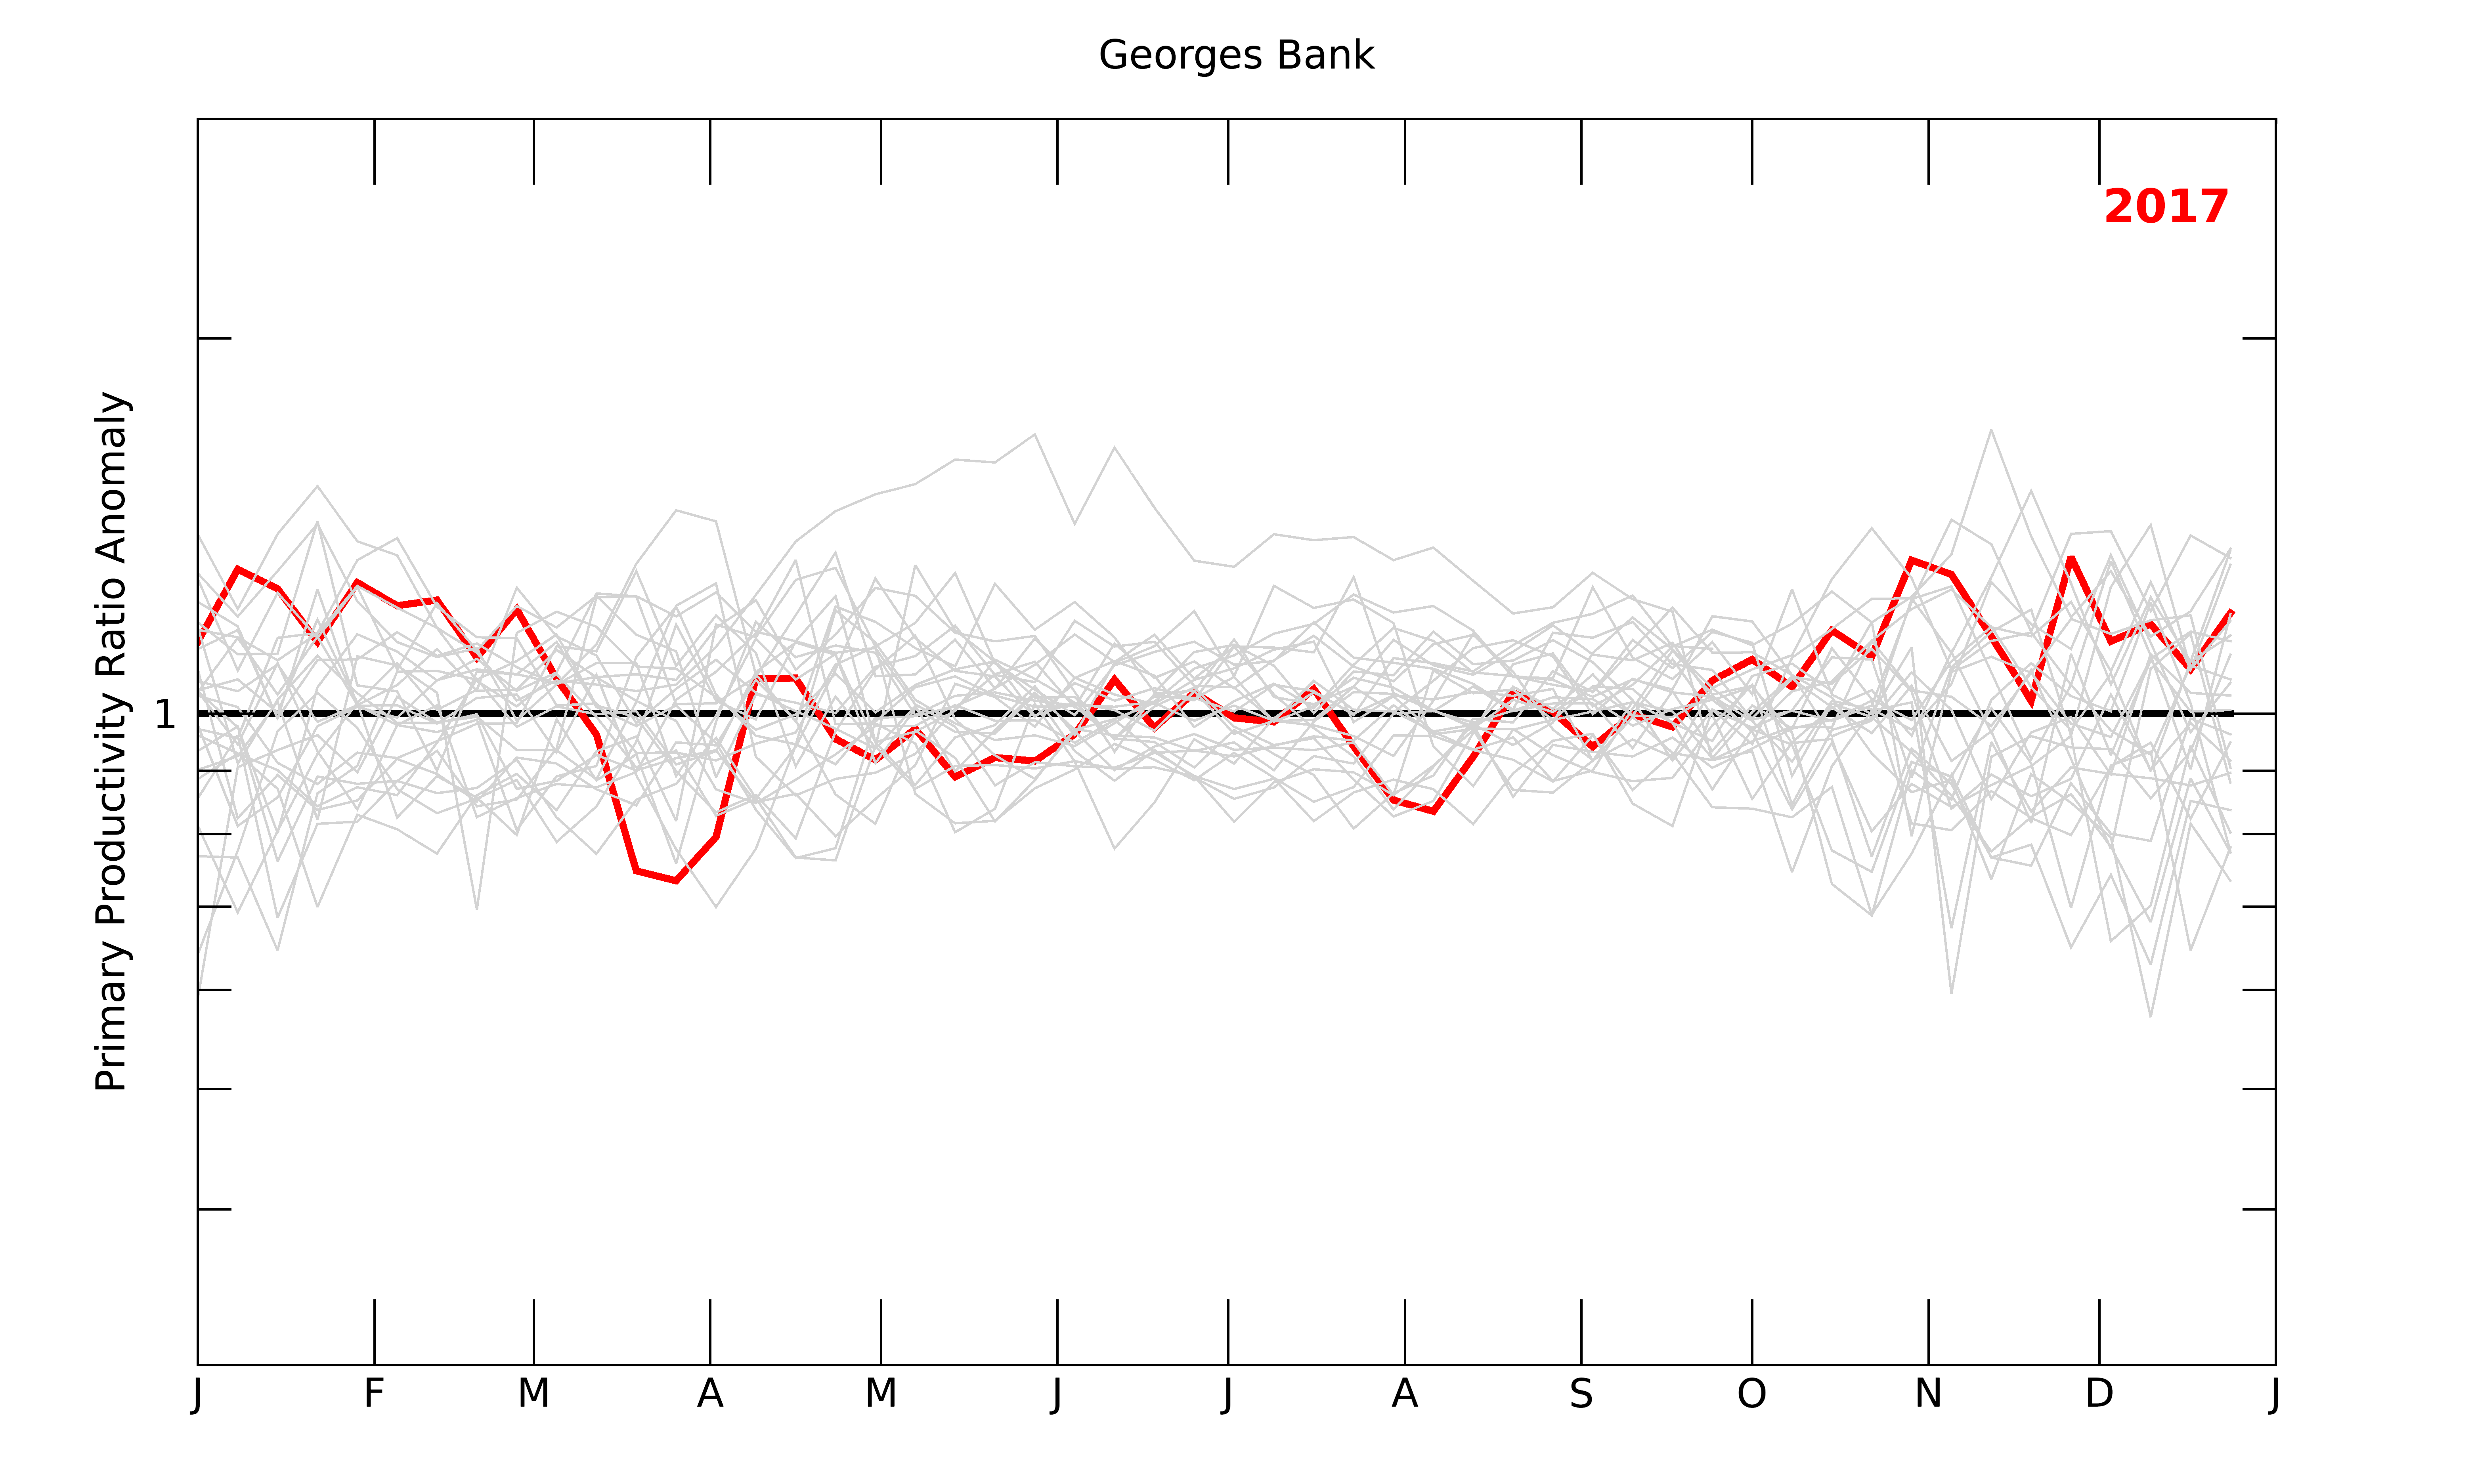 Georges Bank
2017
Primary Productivity Ratio Anomaly
1
J F M A M J J A S O N D J